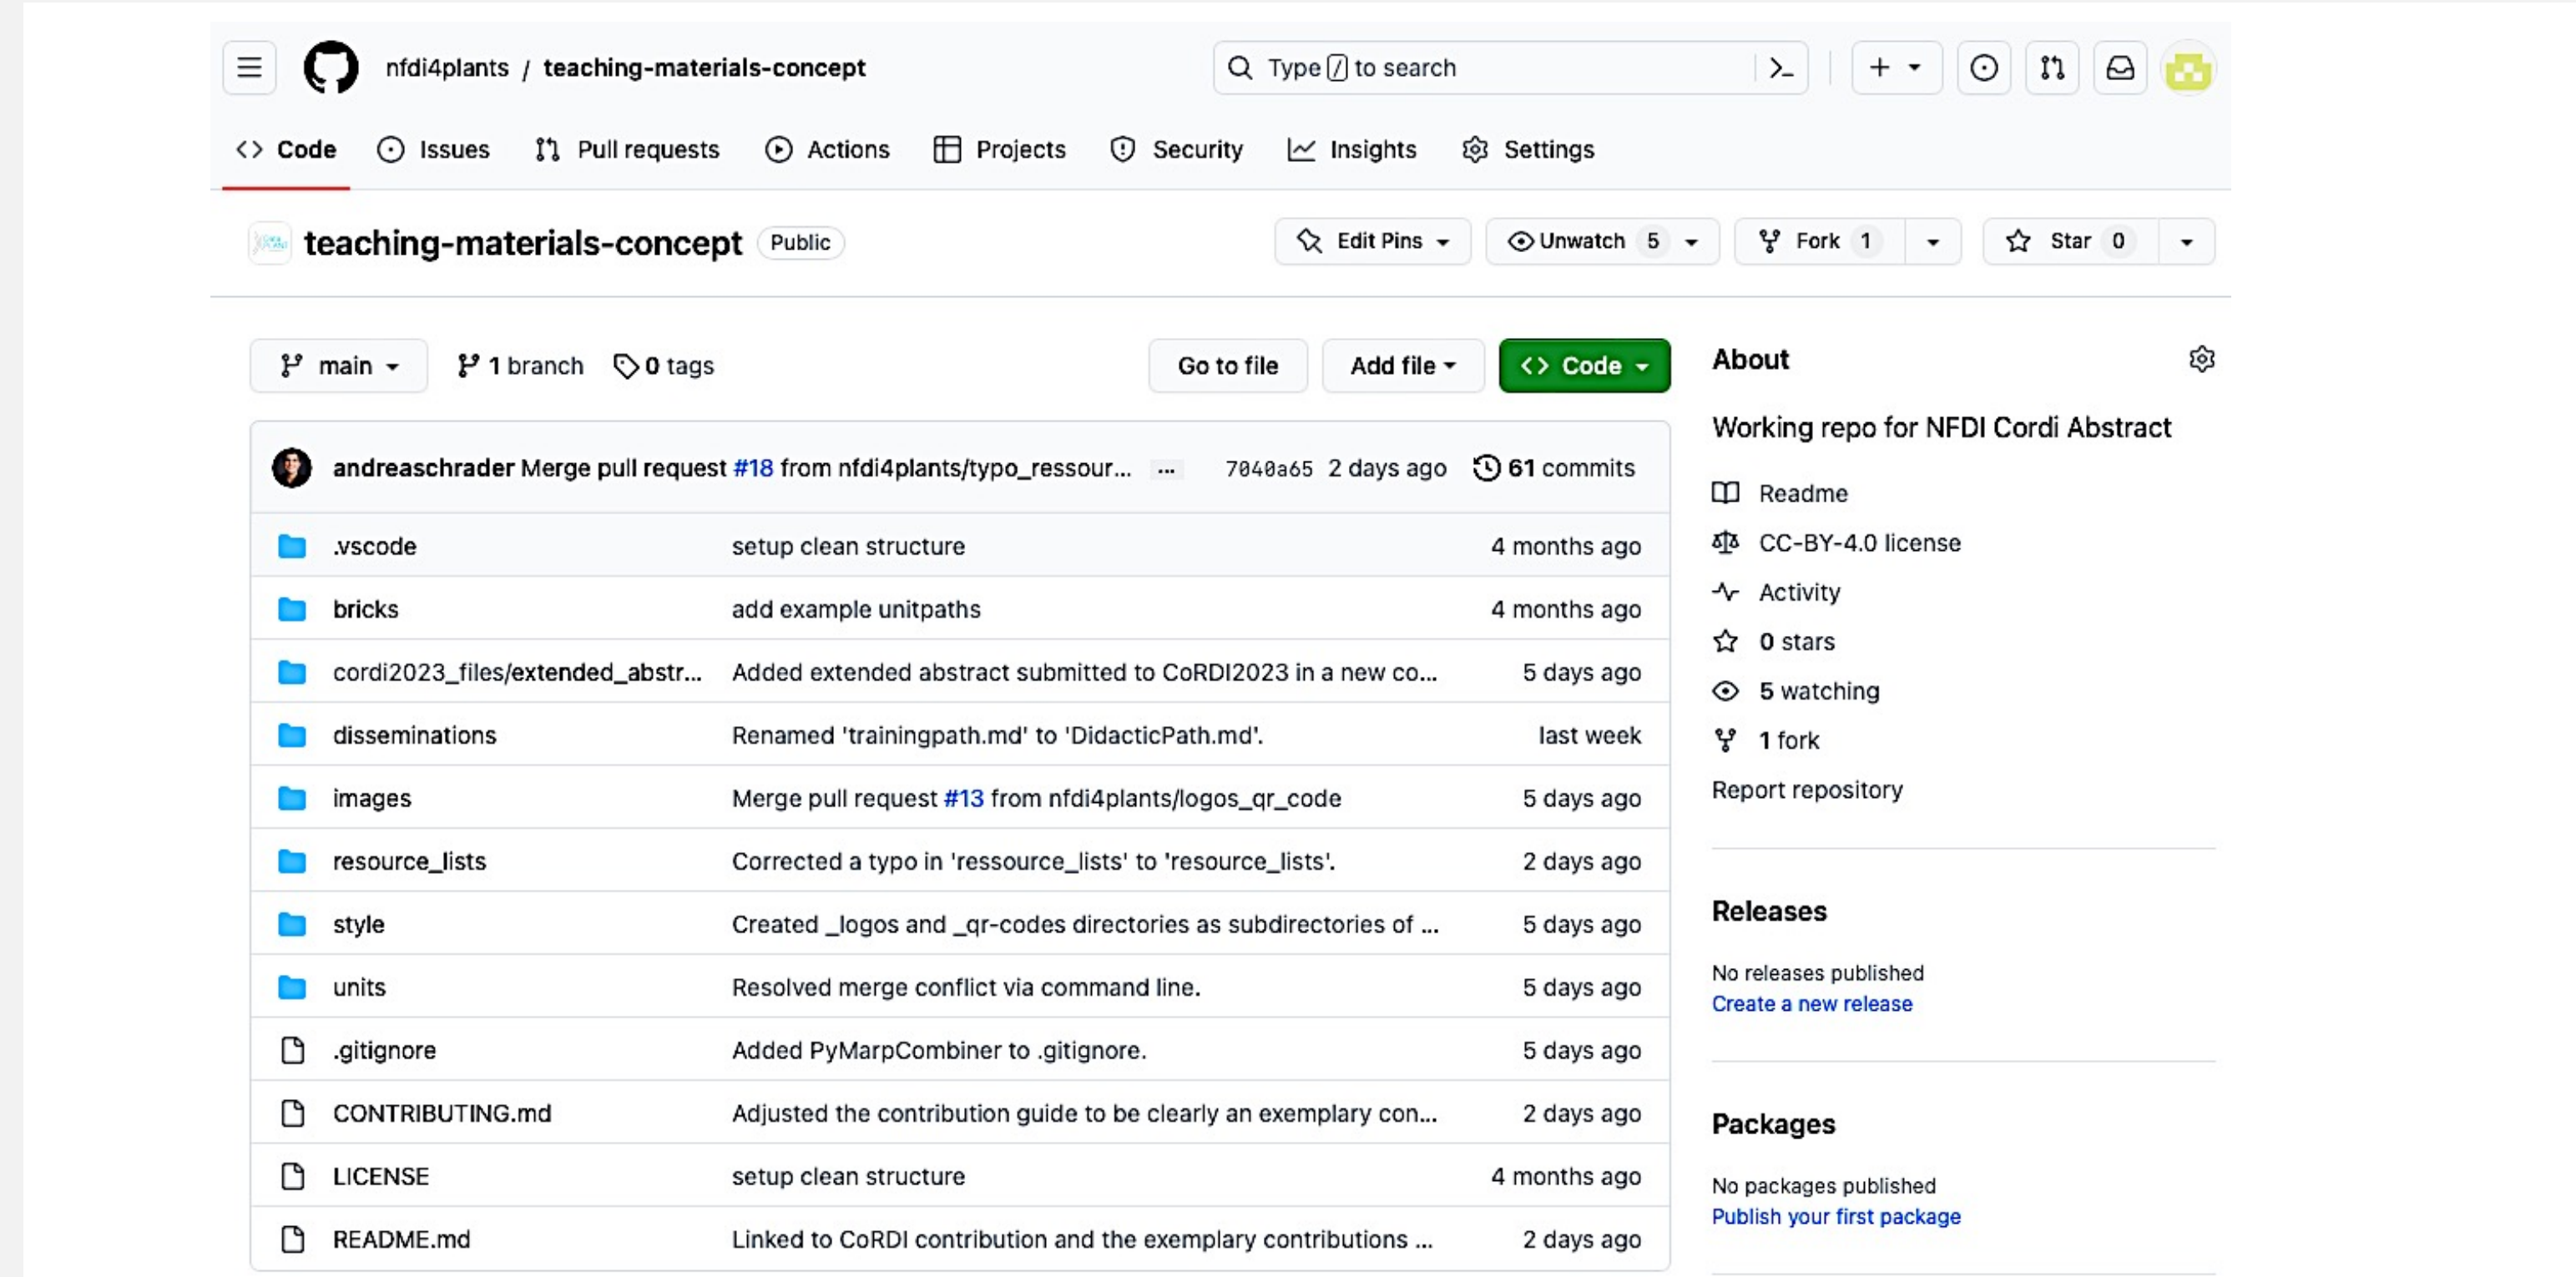 nfdi4plants / teaching-materials-concept
Type / to search
Code Issues Pull requests Actions Projects Security Insights Settings
teaching-materials-concept Public
Edit Pins Unwatch 5 Fork 1 Star 0
main 1 branch 0 tags Go to file Add file Code
andreaschrader Merge pull request #18 from nfdi4plants/typo_ressour... ... 7040a65 2 days ago 61 commits
.vscode setup clean structure 4 months ago
bricks add example unitpaths 4 months ago
cordi2023_files/extended_abstr... Added extended abstract submitted to CoRDI2023 in a new co... 5 days ago
disseminations Renamed 'trainingpath.md' to 'DidacticPath.md'. last week
images Merge pull request #13 from nfdi4plants/logos_qr_code 5 days ago
resource_lists Corrected a typo in 'ressource_lists' to 'resource_lists'. 2 days ago
style Created _logos and _qr-codes directories as subdirectories of ... 5 days ago
units Resolved merge conflict via command line. 5 days ago
.gitignore Added PyMarpCombiner to .gitignore. 5 days ago
CONTRIBUTING.md Adjusted the contribution guide to be clearly an exemplary con... 2 days ago
LICENSE setup clean structure 4 months ago
README.md Linked to CoRDI contribution and the exemplary contributions ... 2 days ago
About
Working repo for NFDI Cordi Abstract
Readme
CC-BY-4.0 license
Activity
0 stars
5 watching
1 fork
Report repository
Releases
No releases published
Create a new release
Packages
No packages published
Publish your first package